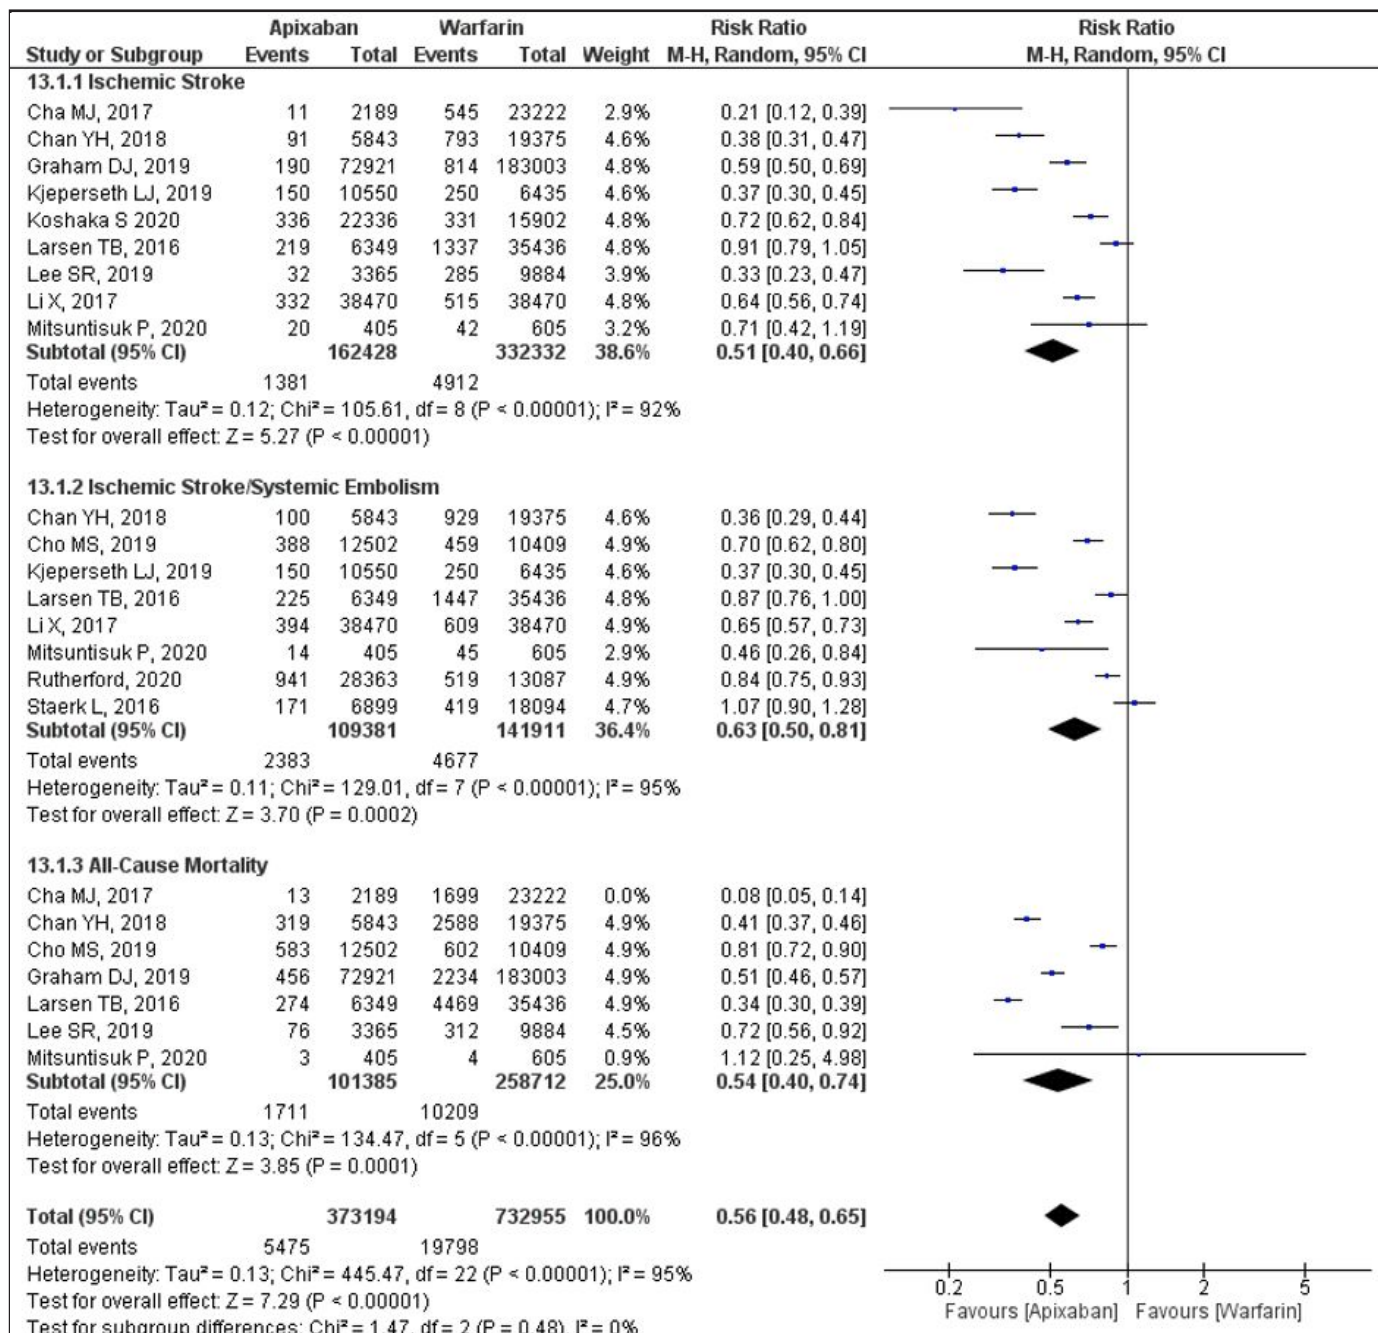 Apixaban Warfarin Risk Ratio Risk Ratio
Study or Subgroup Events Total Events Total Weight M-H, Random, 95% CI M-H, Random, 95% CI
13.1.1 Ischemic Stroke
Cha MJ, 2017 11 2189 545 23222 2.9% 0.21 [0.12, 0.39]
Chan YH, 2018 91 5843 793 19375 4.6% 0.38 [0.31, 0.47]
Graham DJ, 2019 190 72921 814 183003 4.8% 0.59 [0.50, 0.69]
Kjeperseth LJ, 2019 150 10550 250 6435 4.6% 0.37 [0.30, 0.45]
Koshaka S 2020 336 22336 331 15902 4.8% 0.72 [0.62, 0.84]
Larsen TB, 2016 219 6349 1337 35436 4.8% 0.91 [0.79, 1.05]
Lee SR, 2019 32 3365 285 9884 3.9% 0.33 [0.23, 0.47]
Li X, 2017 332 38470 515 38470 4.8% 0.64 [0.56, 0.74]
Mitsuntisuk P, 2020 20 405 42 605 3.2% 0.71 [0.42, 1.19]
Subtotal (95% CI) 162428 332332 38.6% 0.51 [0.40, 0.66]
Total events 1381 4912
Heterogeneity: Tau² = 0.12; Chi² = 105.61, df = 8 (P < 0.00001); I² = 92%
Test for overall effect: Z = 5.27 (P < 0.00001)
13.1.2 Ischemic Stroke/Systemic Embolism
Chan YH, 2018 100 5843 929 19375 4.6% 0.36 [0.29, 0.44]
Cho MS, 2019 388 12502 459 10409 4.9% 0.70 [0.62, 0.80]
Kjeperseth LJ, 2019 150 10550 250 6435 4.6% 0.37 [0.30, 0.45]
Larsen TB, 2016 225 6349 1447 35436 4.8% 0.87 [0.76, 1.00]
Li X, 2017 394 38470 609 38470 4.9% 0.65 [0.57, 0.73]
Mitsuntisuk P, 2020 14 405 45 605 2.9% 0.46 [0.26, 0.84]
Rutherford, 2020 941 28363 519 13087 4.9% 0.84 [0.75, 0.93]
Staerk L, 2016 171 6899 419 18094 4.7% 1.07 [0.90, 1.28]
Subtotal (95% CI) 109381 141911 36.4% 0.63 [0.50, 0.81]
Total events 2383 4677
Heterogeneity: Tau² = 0.11; Chi² = 129.01, df = 7 (P < 0.00001); I² = 95%
Test for overall effect: Z = 3.70 (P = 0.0002)
13.1.3 All-Cause Mortality
Cha MJ, 2017 13 2189 1699 23222 0.0% 0.08 [0.05, 0.14]
Chan YH, 2018 319 5843 2588 19375 4.9% 0.41 [0.37, 0.46]
Cho MS, 2019 583 12502 602 10409 4.9% 0.81 [0.72, 0.90]
Graham DJ, 2019 456 72921 2234 183003 4.9% 0.51 [0.46, 0.57]
Larsen TB, 2016 274 6349 4469 35436 4.9% 0.34 [0.30, 0.39]
Lee SR, 2019 76 3365 312 9884 4.5% 0.72 [0.56, 0.92]
Mitsuntisuk P, 2020 3 405 4 605 0.9% 1.12 [0.25, 4.98]
Subtotal (95% CI) 101385 258712 25.0% 0.54 [0.40, 0.74]
Total events 1711 10209
Heterogeneity: Tau² = 0.13; Chi² = 134.47, df = 5 (P < 0.00001); I² = 96%
Test for overall effect: Z = 3.85 (P = 0.0001)
Total (95% CI) 373194 732955 100.0% 0.56 [0.48, 0.65]
Total events 5475 19798
Heterogeneity: Tau² = 0.13; Chi² = 445.47, df = 22 (P < 0.00001); I² = 95%
Test for overall effect: Z = 7.29 (P < 0.00001)
Test for subgroup differences: Chi² = 1.47, df = 2 (P = 0.48), I² = 0%
0.2 0.5 1 2 5
Favours [Apixaban] Favours [Warfarin]